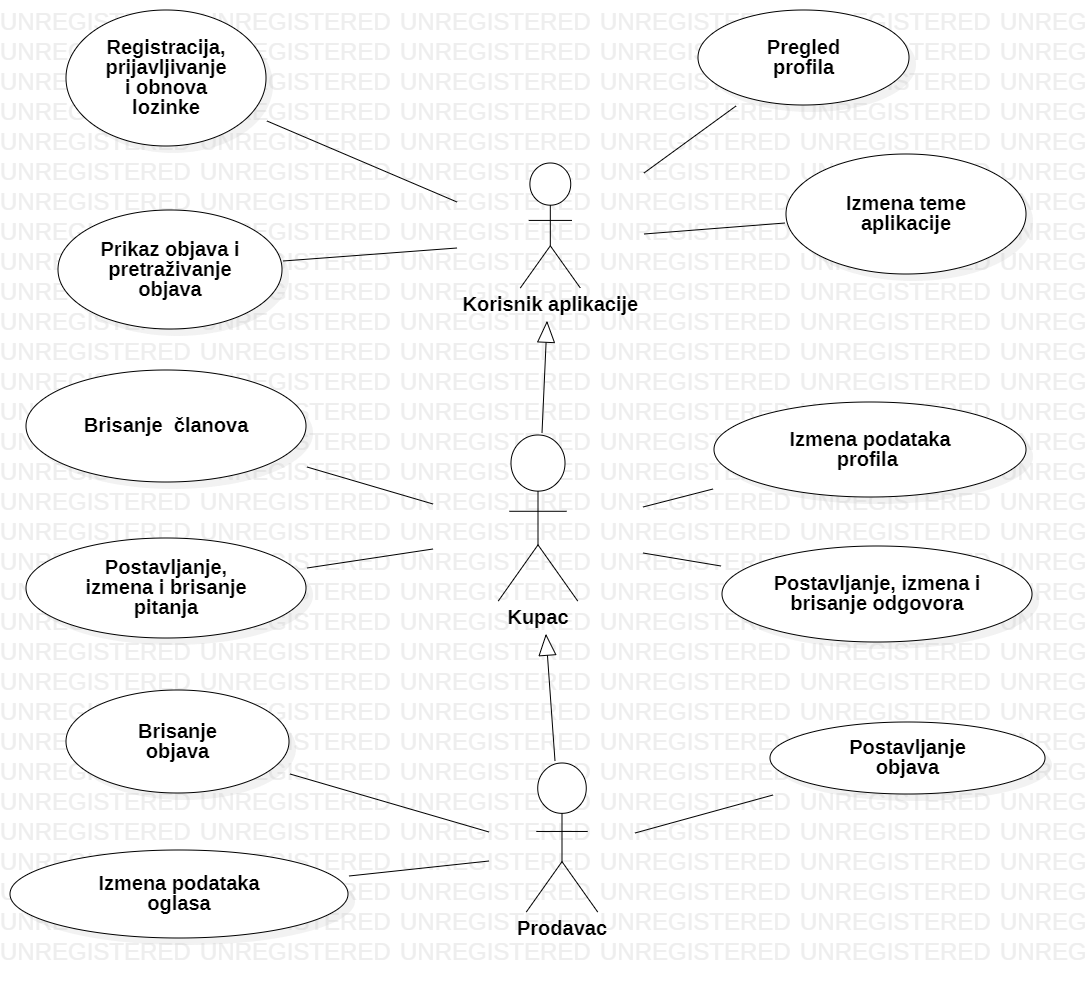 Registracija,
prijavljivanje
i obnova
lozinke
Pregled
profila
Izmena teme
aplikacije
Prikaz objava i
pretraživanje
objava
Korisnik aplikacije
Brisanje  članova
Izmena podataka
profila
Postavljanje,
izmena i brisanje
pitanja
Postavljanje, izmena i
brisanje odgovora
Kupac
Brisanje
objava
Postavljanje
objava
Izmena podataka
oglasa
Prodavac
UNREGISTERED